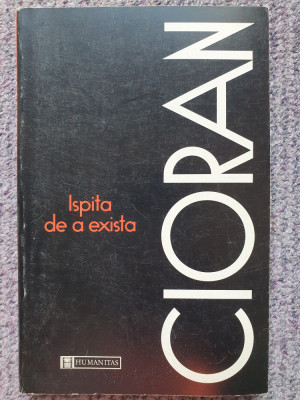 CIORAN
Ispita
de a exista
HUMANITAS